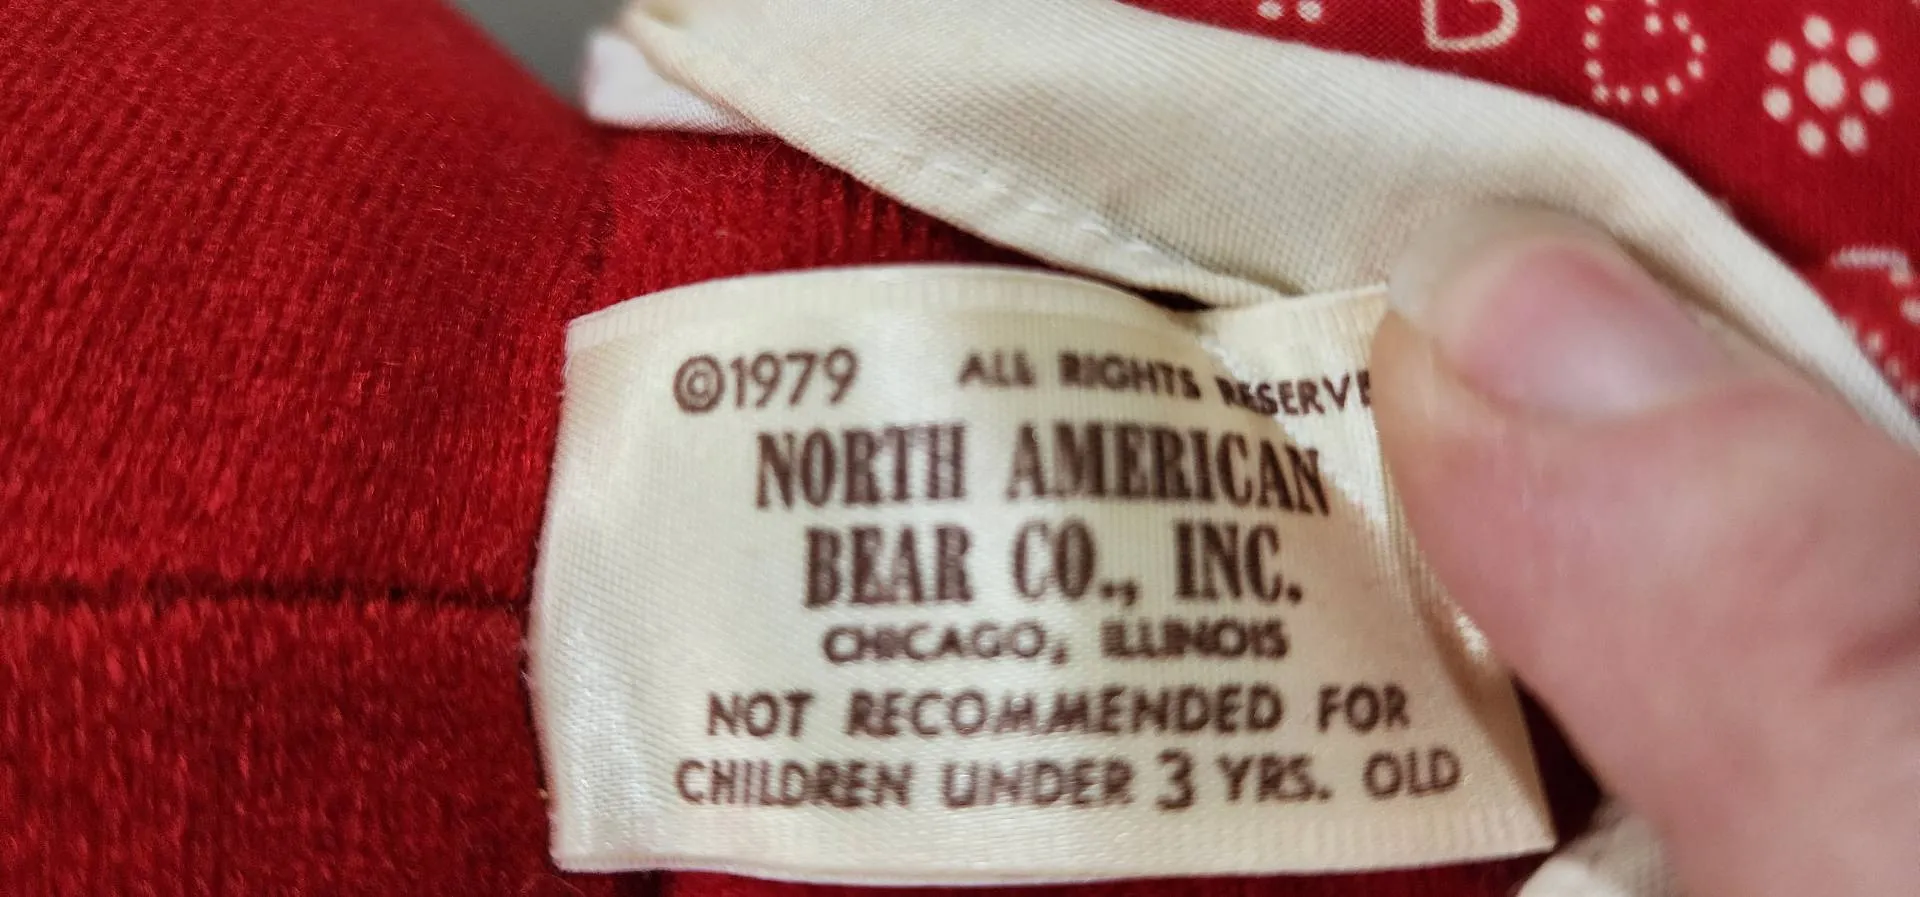 ©1979 ALL RIGHTS RESERVE
NORTH AMERICAN
BEAR CO., INC.
CHICAGO, ILLINOIS
NOT RECOMMENDED FOR
CHILDREN UNDER 3 YRS. OLD